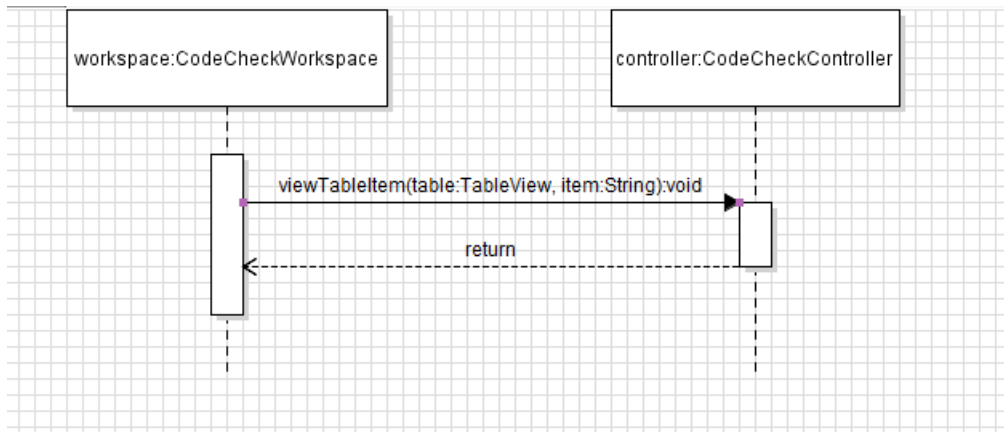 workspace:CodeCheckWorkspace
controller:CodeCheckController
viewTableItem(table:TableView, item:String):void
return